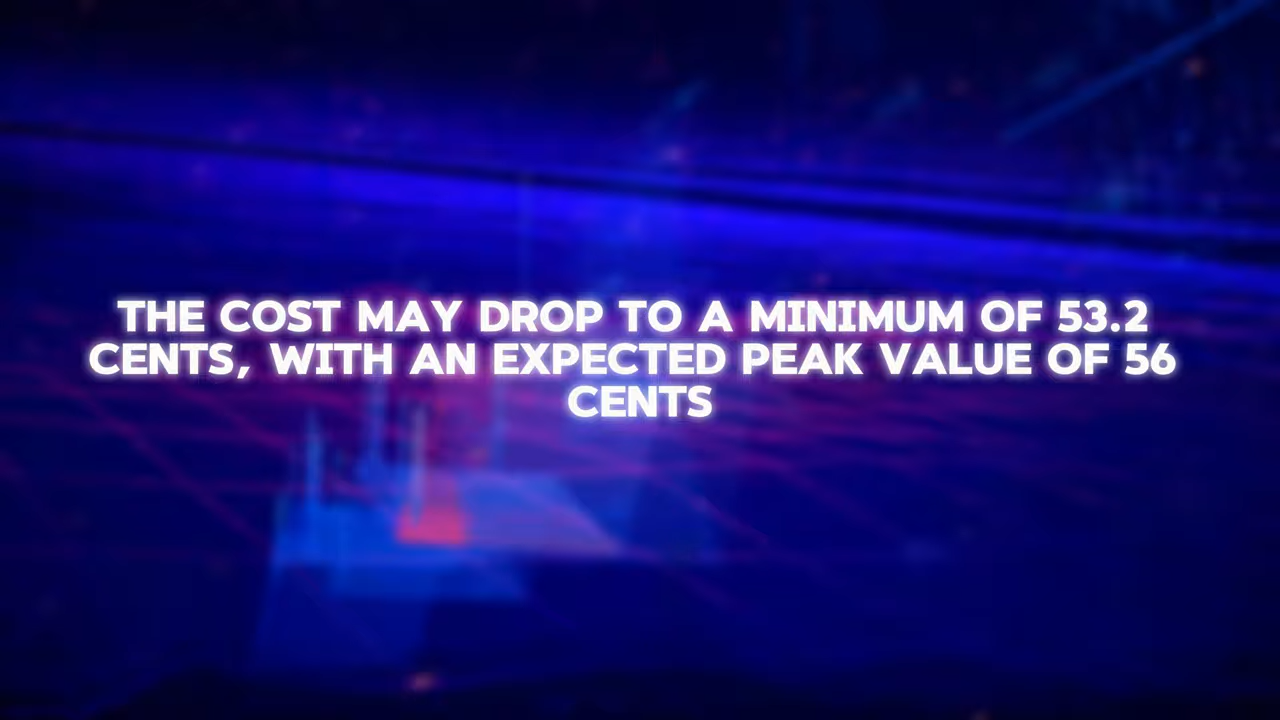 THE COST MAY DROP TO A MINIMUM OF 53.2
CENTS, WITH AN EXPECTED PEAK VALUE OF 56
CENTS